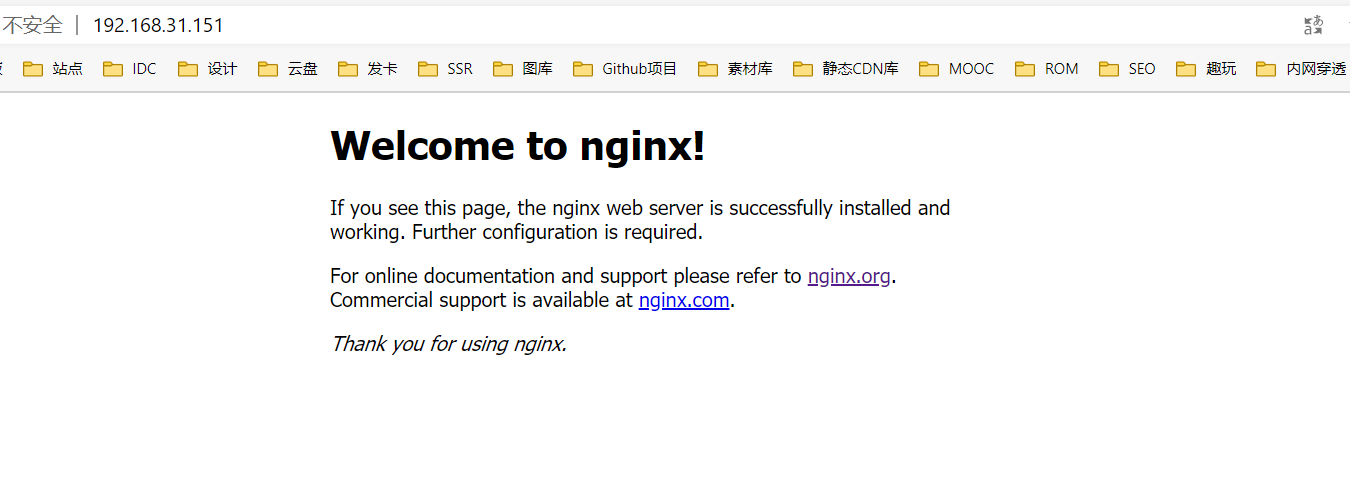 不安全 | 192.168.31.151
站点 IDC 设计 云盘 发卡 SSR 图库 Github项目 素材库 静态CDN库 MOOC ROM SEO 趣玩 内网穿透
Welcome to nginx!
If you see this page, the nginx web server is successfully installed and
working. Further configuration is required.
For online documentation and support please refer to nginx.org.
Commercial support is available at nginx.com.
Thank you for using nginx.